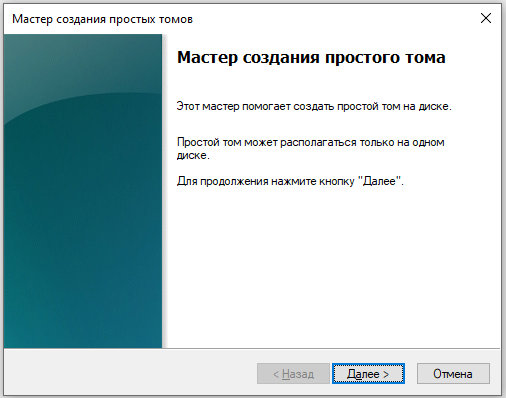 Мастер создания простых томов
Мастер создания простого тома
Этот мастер помогает создать простой том на диске.
Простой том может располагаться только на одном
диске.
Для продолжения нажмите кнопку "Далее".
< Назад
Далее >
Отмена